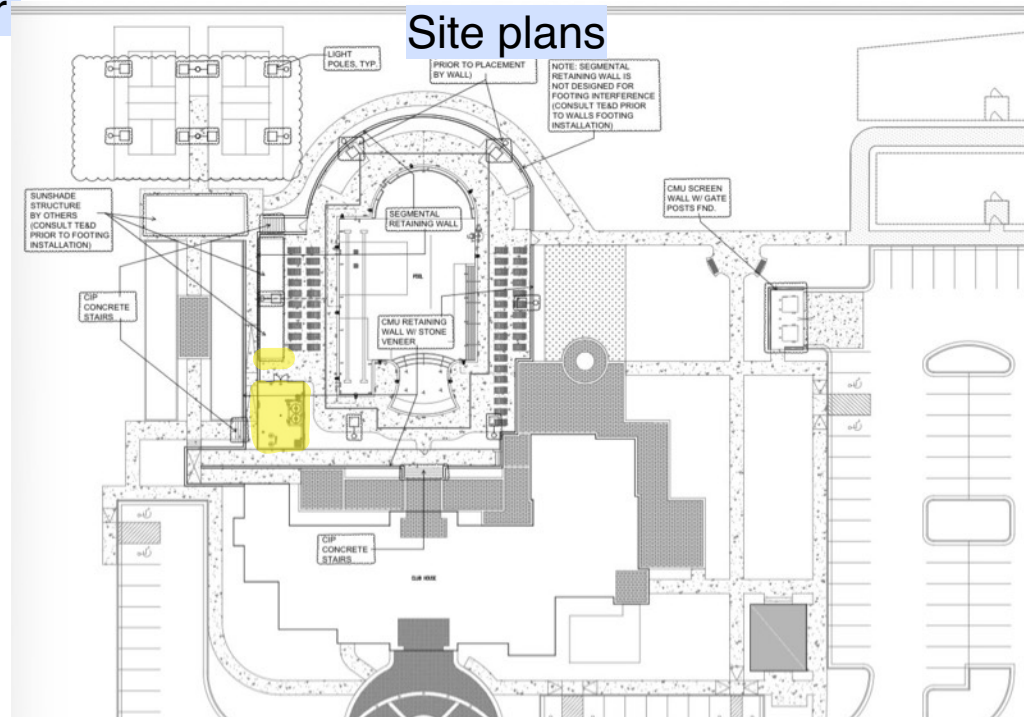 r
Site plans
LIGHT
POLES, TYP.
PRIOR TO PLACEMENT
BY WALL)
NOTE: SEGMENTAL
RETAINING WALL IS
NOT DESIGNED FOR
FOOTING INTERFERENCE
(CONSULT TE&D PRIOR
TO WALLS FOOTING
INSTALLATION)
SUNSHADE
STRUCTURE
BY OTHERS
(CONSULT TE&D
PRIOR TO FOOTING
INSTALLATION)
CMU SCREEN
WALL W/ GATE
POSTS FND.
SEGMENTAL
RETAINING WALL
POOL
CIP
CONCRETE
STAIRS
CMU RETAINING
WALL W/ STONE
VENEER
CIP
CONCRETE
STAIRS
CLUB HOUSE